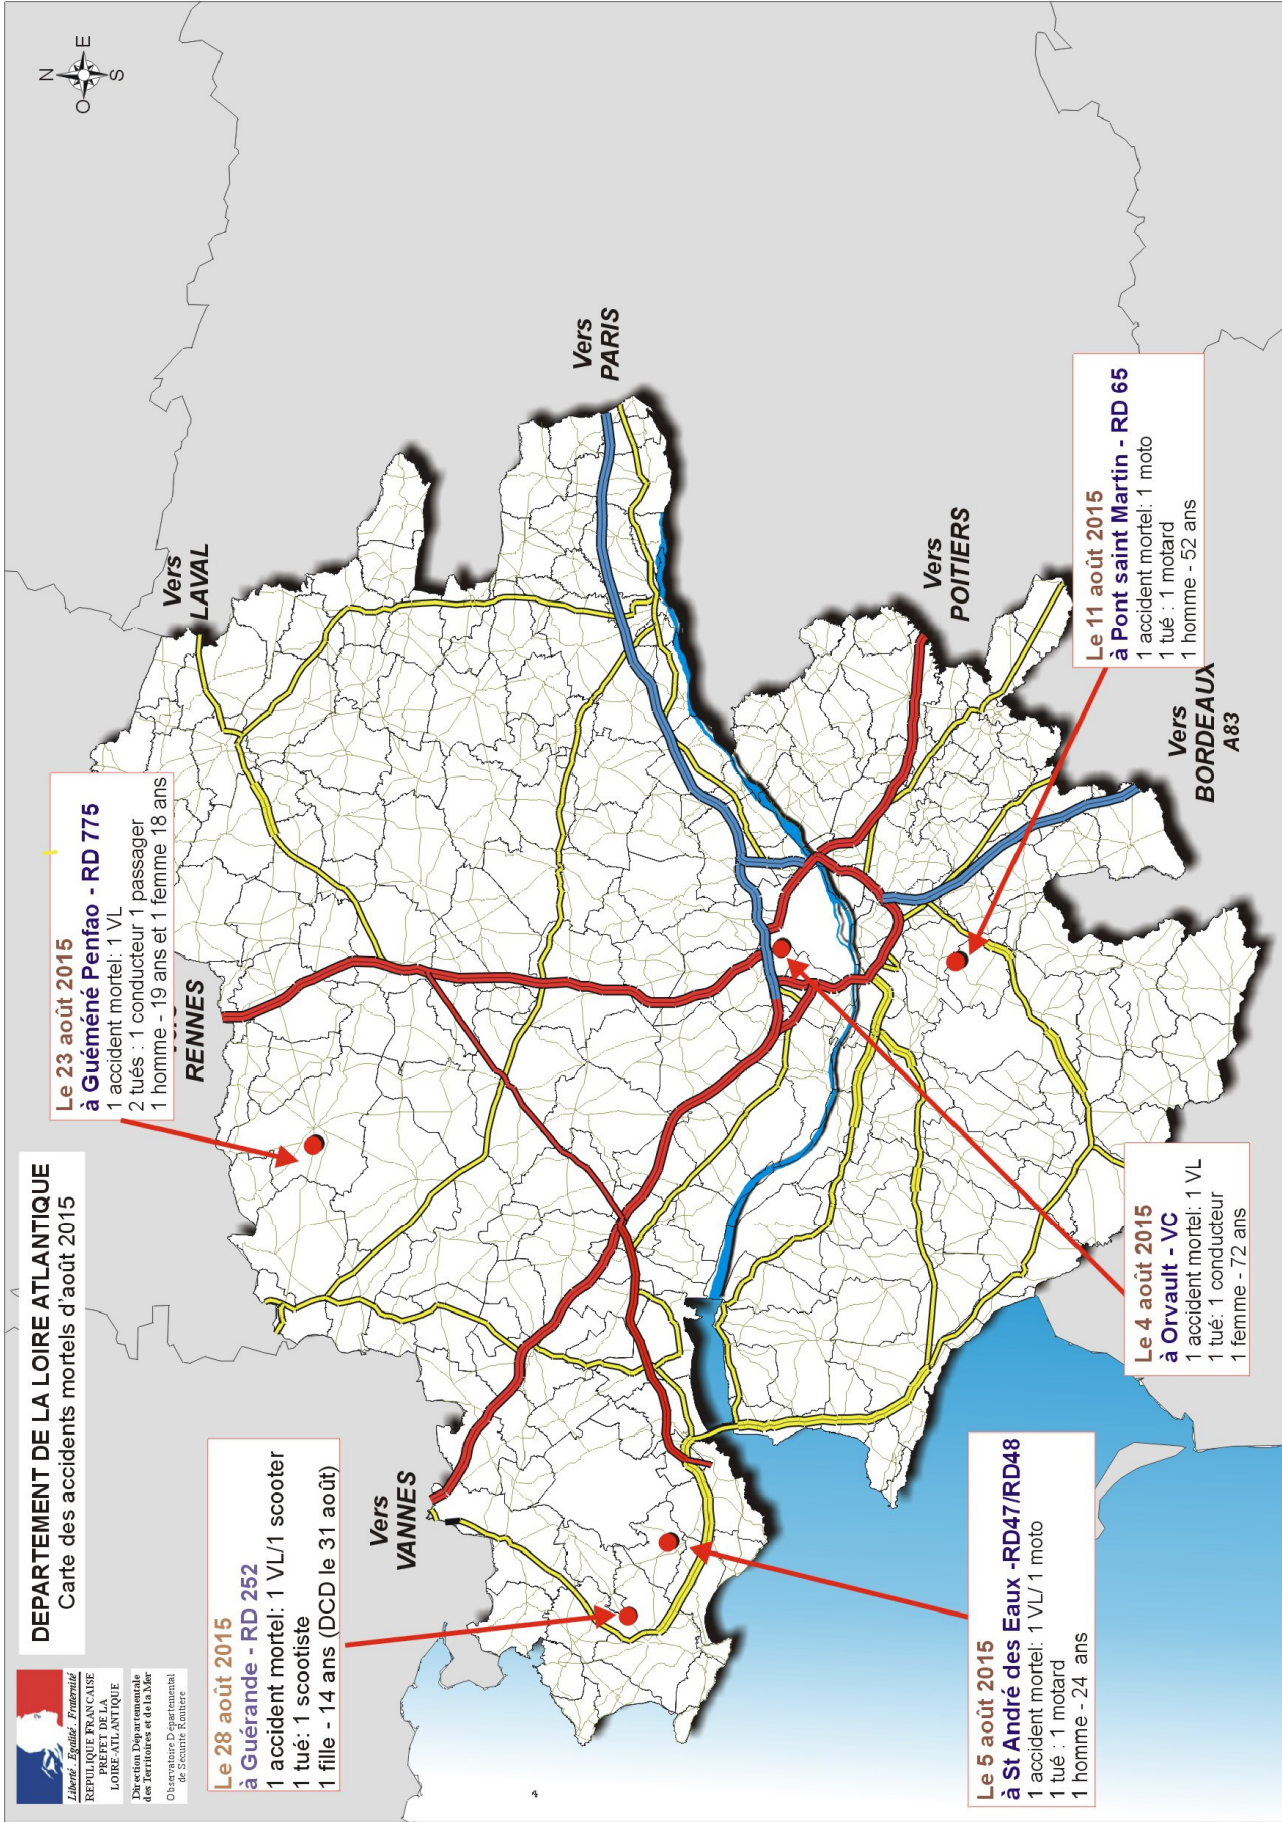 Liberté . Egalité . Fraternité
REPUBLIQUE FRANCAISE
PREFET DE LA
LOIRE-ATLANTIQUE
Direction Départementale
des Territoires et de la Mer
Observatoire Départemental
de Sécurité Routière
DEPARTEMENT DE LA LOIRE ATLANTIQUE
Carte des accidents mortels d'août 2015
N
E
S
O
Le 28 août 2015
à Guérande - RD 252
1 accident mortel: 1 VL/1 scooter
1 tué: 1 scootiste
1 fille - 14 ans (DCD le 31 août)
Le 23 août 2015
à Guéméné Penfao - RD 775
1 accident mortel: 1 VL
2 tués : 1 conducteur 1 passager
1 homme - 19 ans et 1 femme 18 ans
RENNES
Vers
LAVAL
Vers
VANNES
Vers
PARIS
Vers
POITIERS
Vers
BORDEAUX
A83
Le 5 août 2015
à St André des Eaux -RD47/RD48
1 accident mortel: 1 VL/ 1 moto
1 tué : 1 motard
1 homme - 24 ans
Le 4 août 2015
à Orvault - VC
1 accident mortel: 1 VL
1 tué: 1 conducteur
1 femme - 72 ans
Le 11 août 2015
à Pont saint Martin - RD 65
1 accident mortel: 1 moto
1 tué : 1 motard
1 homme - 52 ans